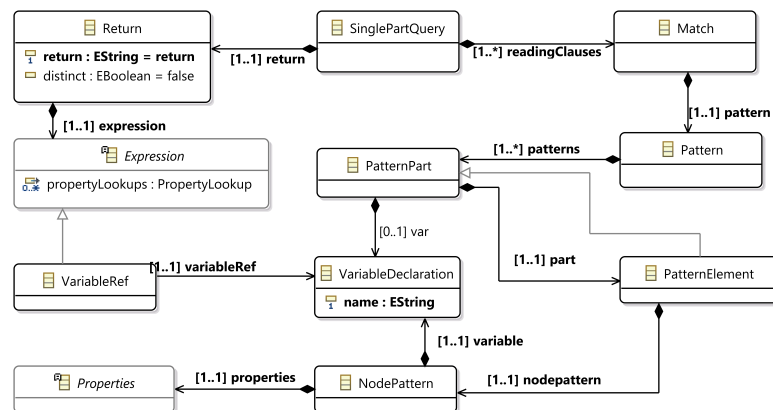 Return
return : EString = return
distinct : EBoolean = false
[1..1] return
SinglePartQuery
[1..*] readingClauses
Match
[1..1] pattern
[1..1] expression
Expression
propertyLookups : PropertyLookup
0..*
PatternPart
[1..*] patterns
Pattern
[0..1] var
[1..1] part
VariableRef
[1..1] variableRef
VariableDeclaration
name : EString
PatternElement
[1..1] variable
Properties
[1..1] properties
NodePattern
[1..1] nodepattern